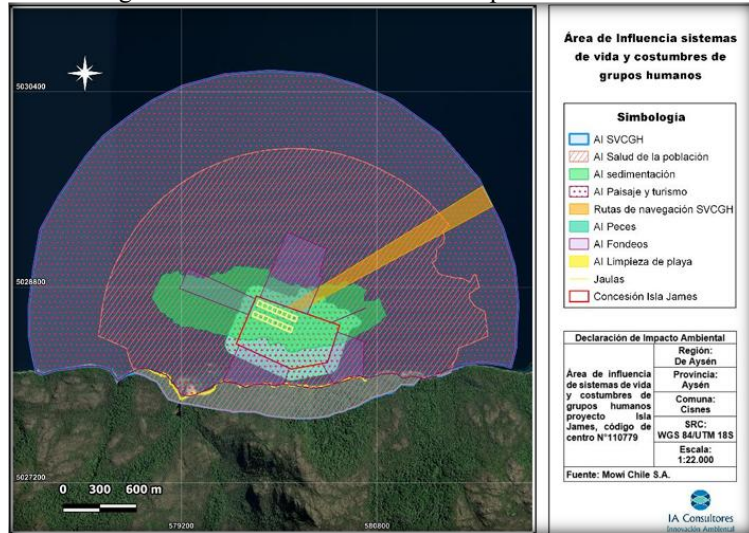 5030400
5028800
5027200
0 300 600 m
579200
580800
Área de Influencia sistemas
de vida y costumbres de
grupos humanos
Simbología
AI SVCGH
AI Salud de la población
AI sedimentación
AI Paisaje y turismo
Rutas de navegación SVCGH
AI Peces
AI Fondeos
AI Limpieza de playa
Jaulas
Concesión Isla James
Declaración de Impacto Ambiental
Área de influencia
de sistemas de vida
y costumbres de
grupos humanos
proyecto Isla
James, código de
centro N°110779
Región:
De Aysén
Provincia:
Aysén
Comuna:
Cisnes
SRC:
WGS 84/UTM 18S
Escala:
1:22.000
Fuente: Mowi Chile S.A.
IA Consultores
Innovación Ambiental